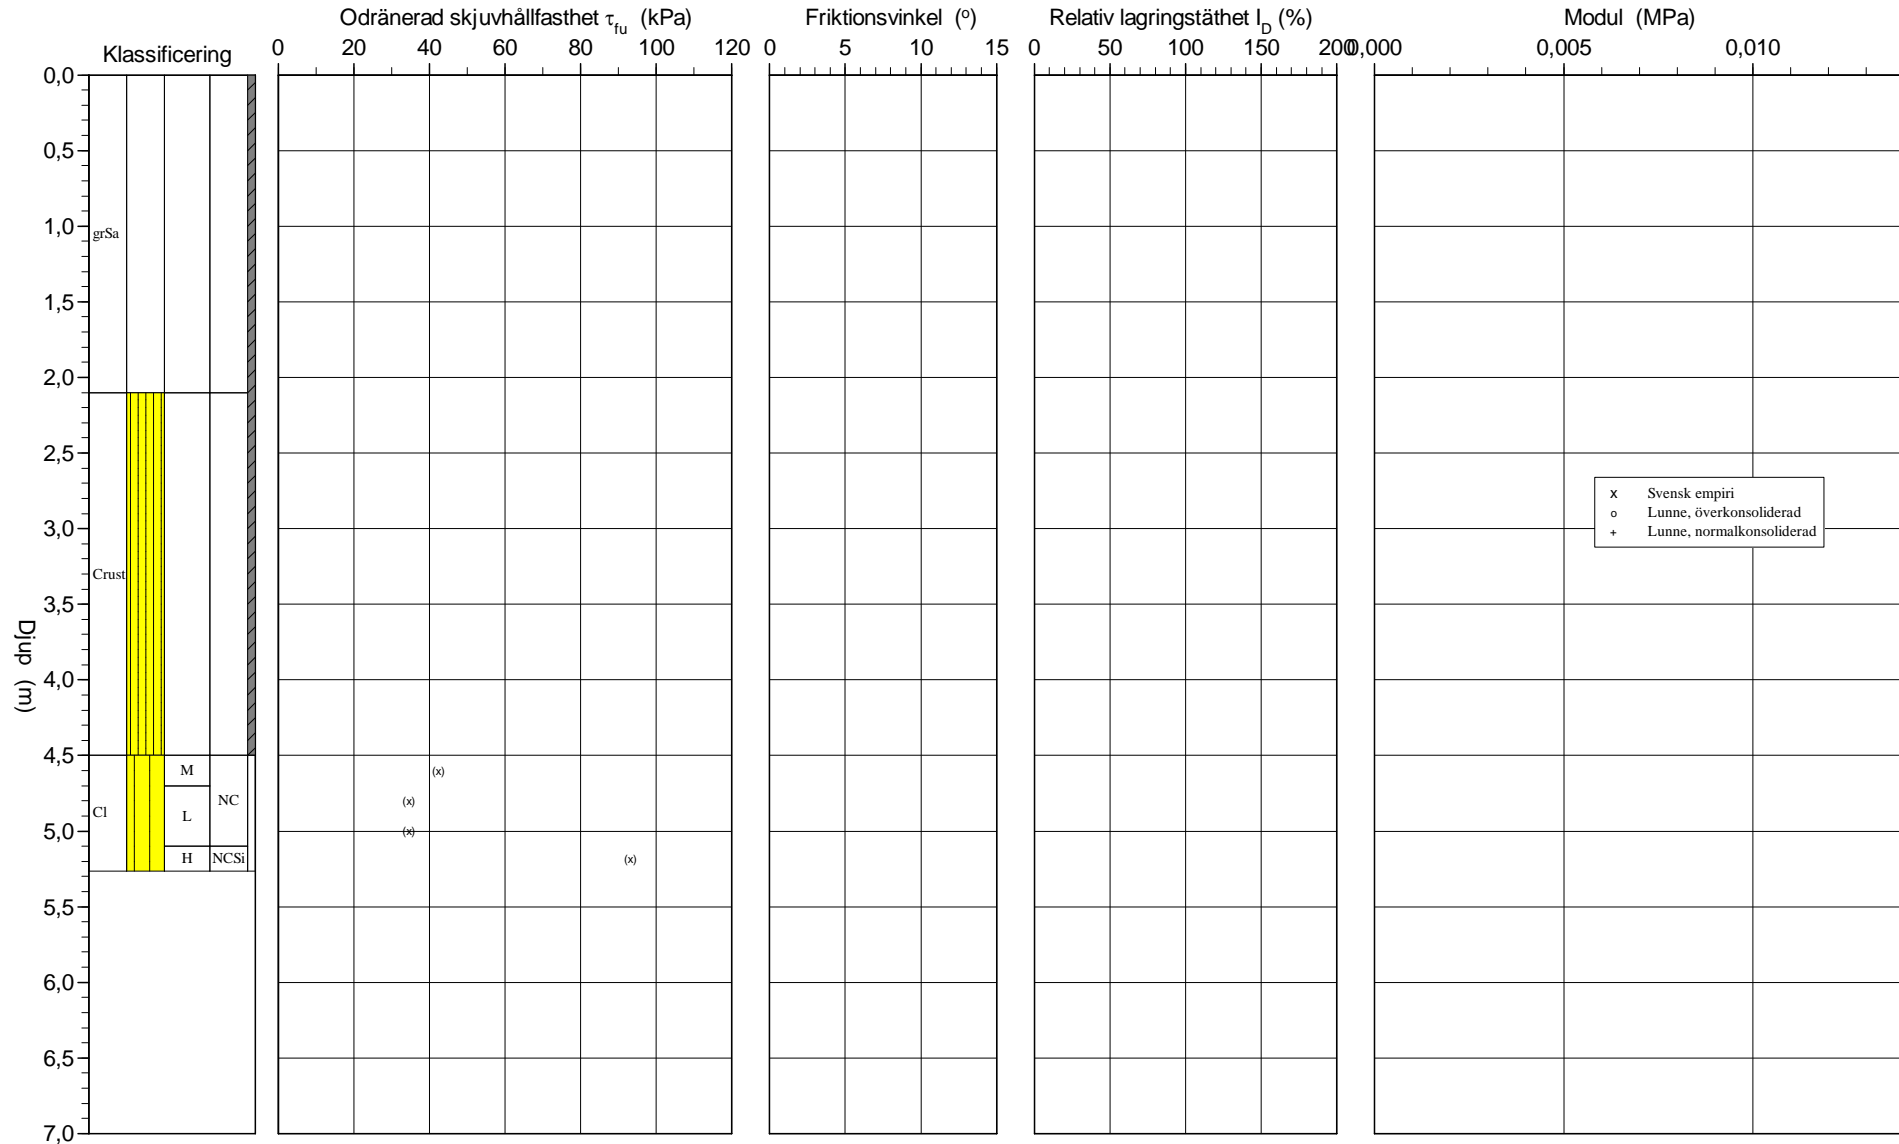 Odränerad skjuvhållfasthet τfu (kPa)
Friktionsvinkel (o)
Relativ lagringstäthet ID (%)
Modul (MPa)
Klassificering
0 20 40 60 80 100 120
0 5 10 15
0 50 100 150 200
0,000 0,005 0,010
0,0
0,5
1,0
grSa
1,5
2,0
2,5
x Svensk empiri
o Lunne, överkonsoliderad
+ Lunne, normalkonsoliderad
3,0
Crust
3,5
Djup (m)
4,0
4,5
M
(x)
NC
(x)
Cl
L
5,0
(x)
H
NCSi
(x)
5,5
6,0
6,5
7,0